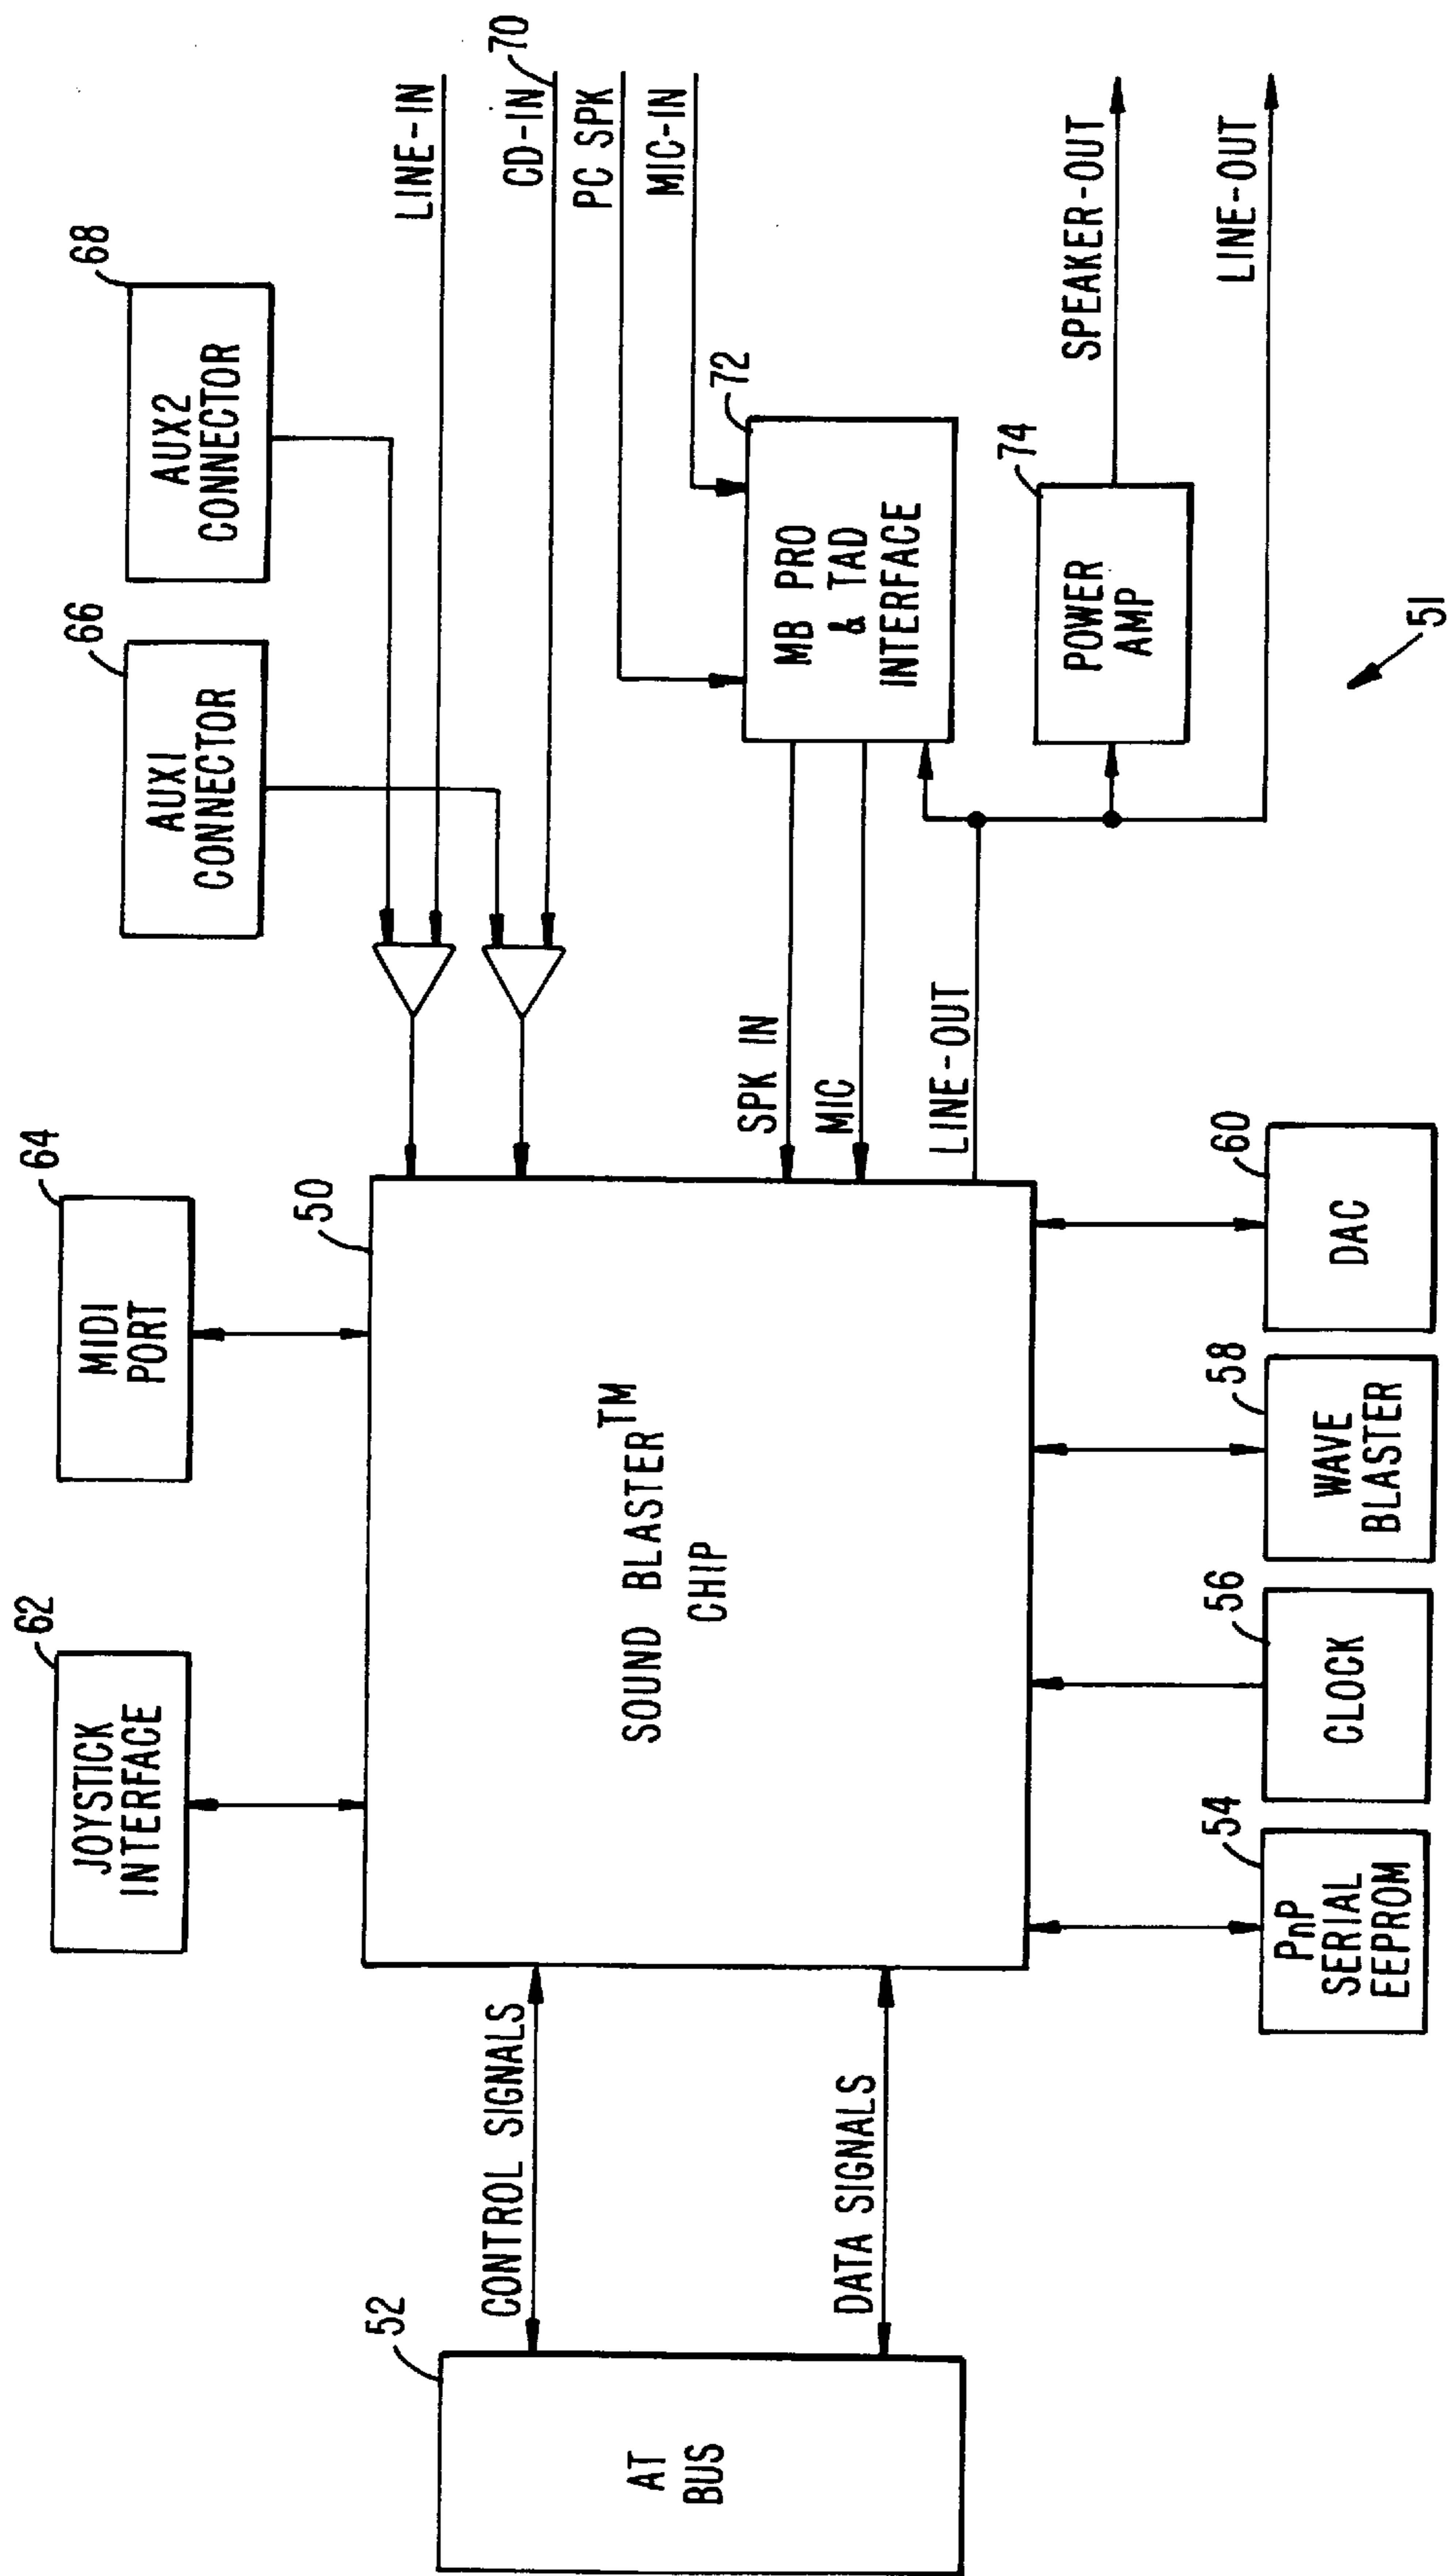 62
JOYSTICK
INTERFACE
64
MIDI
PORT
66
AUX1
CONNECTOR
68
AUX2
CONNECTOR
LINE-IN
CD-IN
70
PC SPK
MIC-IN
52
AT
BUS
CONTROL SIGNALS
DATA SIGNALS
50
SOUND BLASTER™
CHIP
SPK IN
MIC
LINE-OUT
72
MB PRO
& TAD
INTERFACE
74
POWER
AMP
SPEAKER-OUT
LINE-OUT
54
PnP
SERIAL
EEPROM
56
CLOCK
58
WAVE
BLASTER
60
DAC
51